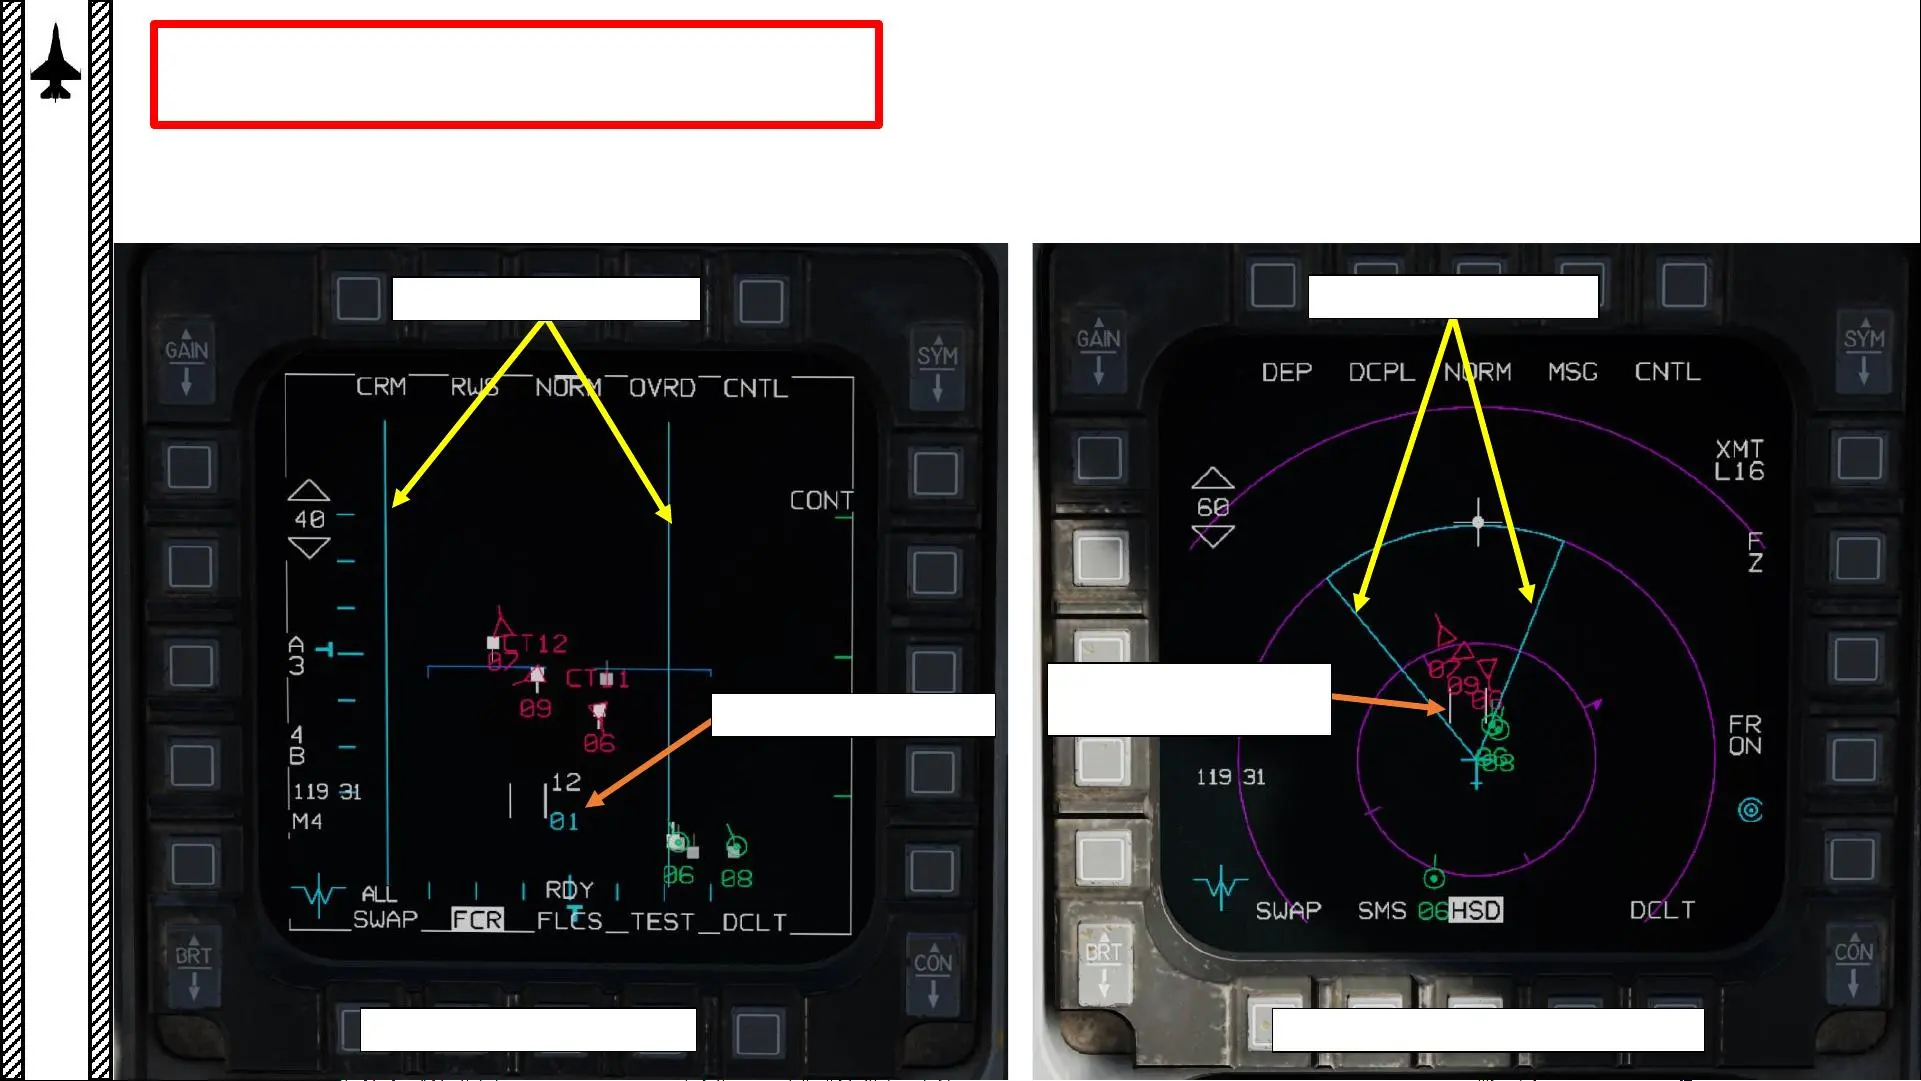 GAIN
SYM
CRM RWS NORM OVRD CNTL
40
CONT
A
3
CT12
07
CT11
09
06
4
B
12
01
119 31
M4
06 08
ALL
RDY
SWAP FCR FLCS TEST DCLT
BRT
CON
GAIN
SYM
DEP DCPL NORM MSG CNTL
XMT
L16
60
F
Z
07
09
06
FR
ON
08
119 31
SWAP SMS 06 HSD DCLT
BRT
CON